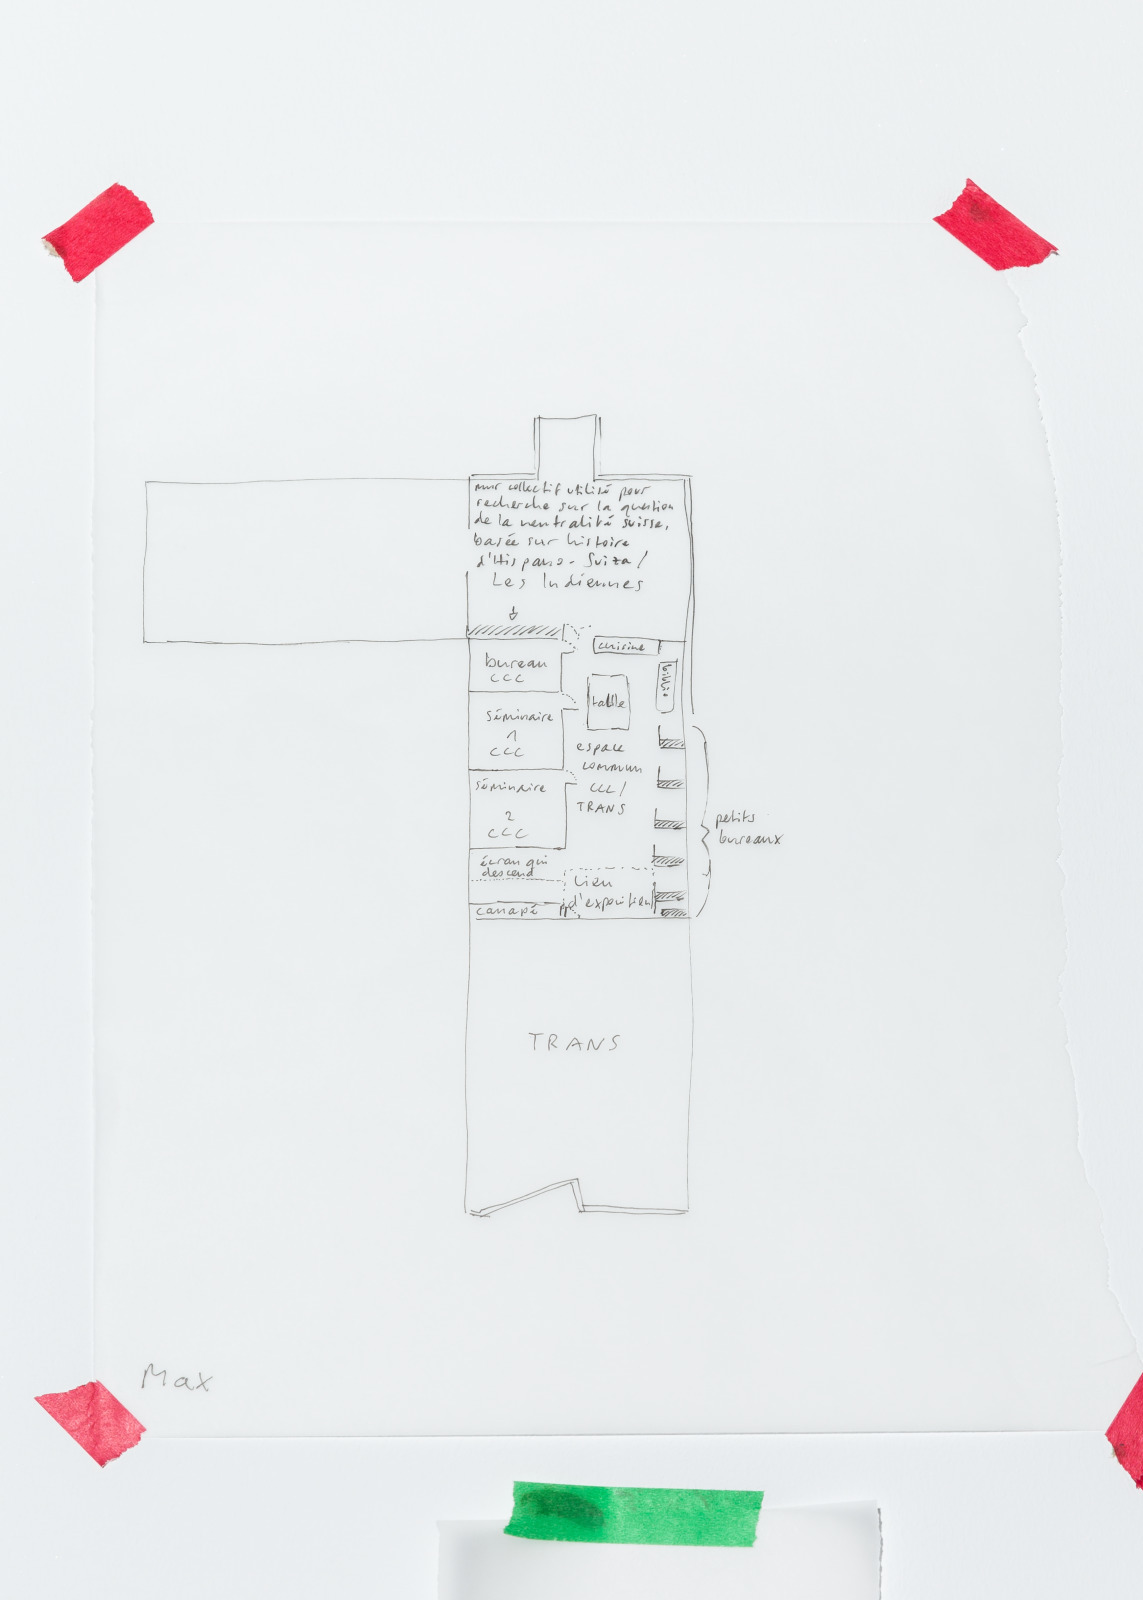 mur collectif utilisé pour
recherche sur la question
de la neutralité suisse,
basée sur histoire
d'Hispano-Suiza/
Les Indiennes
cuisine
bureau
CCC
biblio
table
séminaire
1
CCC
espace
commun
CCC/
TRANS
séminaire
2
CCC
petits
bureaux
écran qui
descend
Lieu
d'exposition
canapé
TRANS
Max